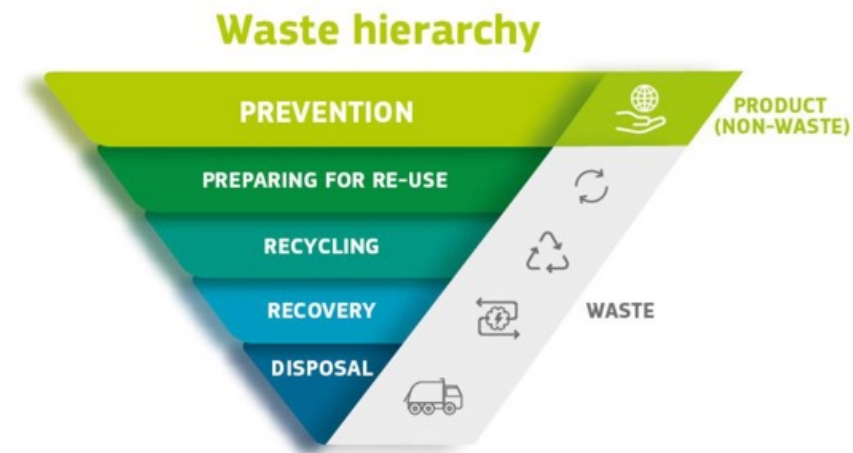 Waste hierarchy
PREVENTION
PRODUCT
(NON-WASTE)
PREPARING FOR RE-USE
RECYCLING
RECOVERY
WASTE
DISPOSAL